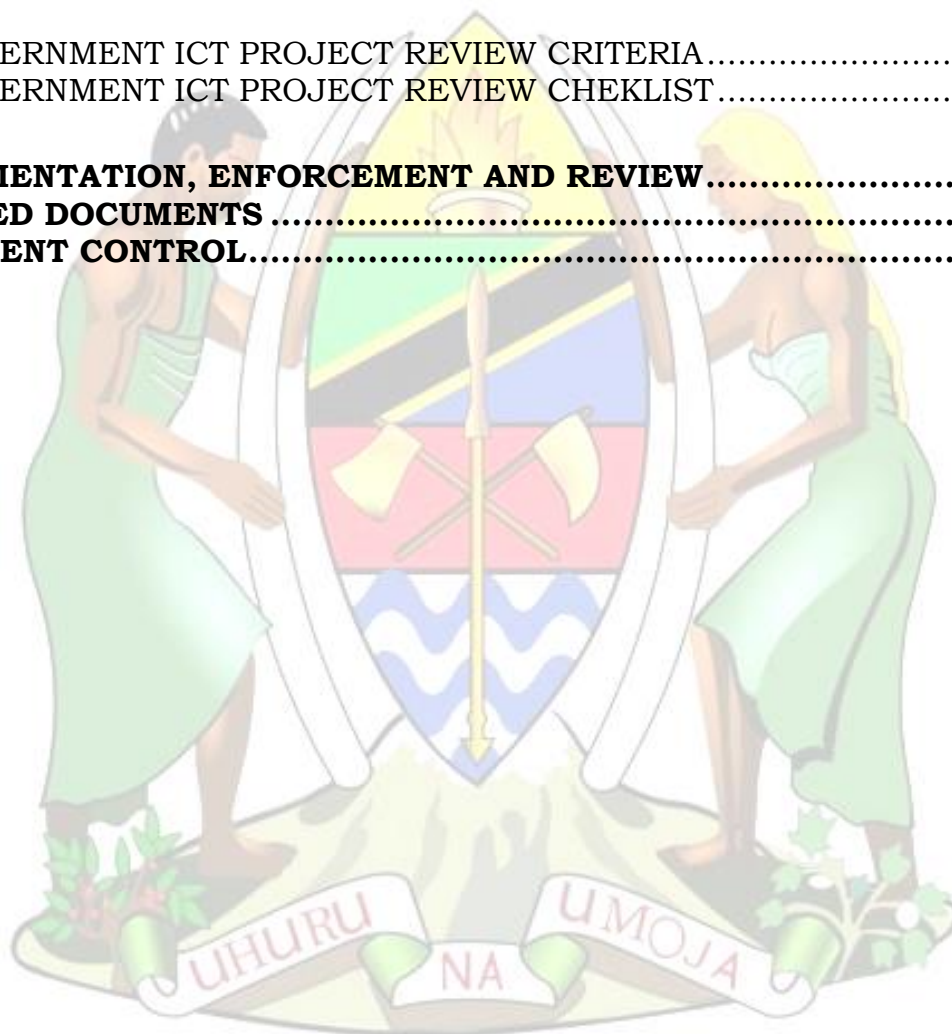 ERNMENT ICT PROJECT REVIEW CRITERIA..........................
ERNMENT ICT PROJECT REVIEW CHEKLIST.........................
MENTATION, ENFORCEMENT AND REVIEW..........................
ED DOCUMENTS..................................................................
ENT CONTROL....................................................................
UHURU NA UMOJA